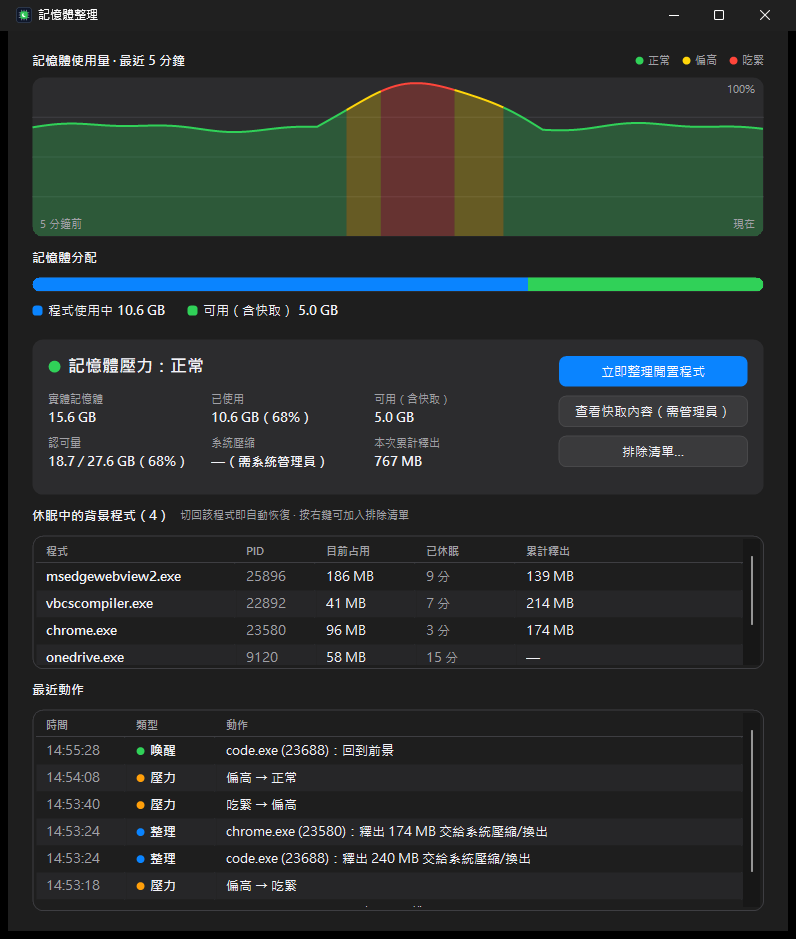 記憶體整理
記憶體使用量 · 最近 5 分鐘
正常 偏高 吃緊
100%
5 分鐘前 現在
記憶體分配
程式使用中 10.6 GB 可用（含快取） 5.0 GB
記憶體壓力：正常
立即整理閒置程式
實體記憶體 已使用 可用（含快取）
15.6 GB 10.6 GB（68%） 5.0 GB
查看快取內容（需管理員）
認可量 系統壓縮 本次累計釋出
18.7 / 27.6 GB（68%） —（需系統管理員） 767 MB
排除清單...
休眠中的背景程式（4） 切回該程式即自動恢復 · 按右鍵可加入排除清單
程式 PID 目前占用 已休眠 累計釋出
msedgewebview2.exe 25896 186 MB 9 分 139 MB
vbcscompiler.exe 22892 41 MB 7 分 214 MB
chrome.exe 23580 96 MB 3 分 174 MB
onedrive.exe 9120 58 MB 15 分 —
最近動作
時間 類型 動作
14:55:28 喚醒 code.exe (23688)：回到前景
14:54:08 壓力 偏高 → 正常
14:53:40 壓力 吃緊 → 偏高
14:53:24 整理 chrome.exe (23580)：釋出 174 MB 交給系統壓縮/換出
14:53:24 整理 code.exe (23688)：釋出 240 MB 交給系統壓縮/換出
14:53:18 壓力 偏高 → 吃緊